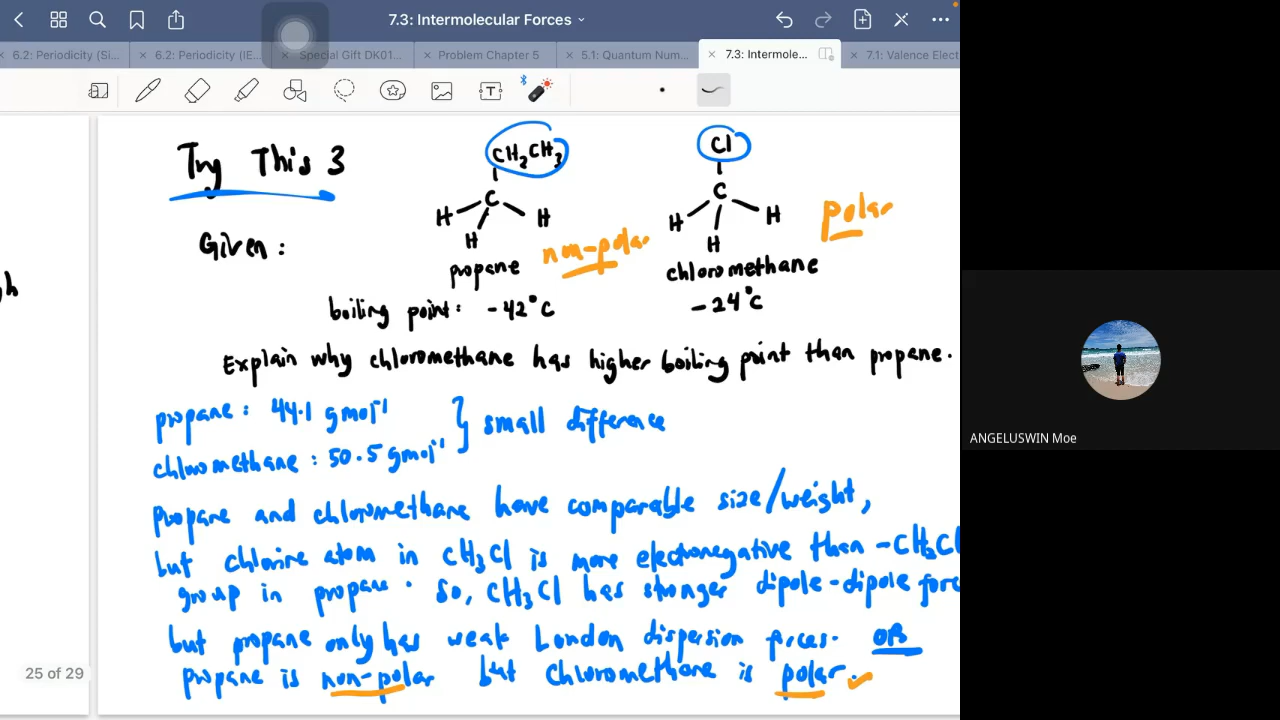 7.3: Intermolecular Forces
6.2: Periodicity (Si...
6.2: Periodicity (IE...
Special Gift DK01...
Problem Chapter 5
5.1: Quantum Num...
7.3: Intermole...
7.1: Valence Elect
Try This 3
CH2CH3
Cl
C
C
H
H
H
H
polar
H
H
Given :
non-polar
propane
chloromethane
boiling point : -42°C
-24°C
Explain why chloromethane has higher boiling point than propane.
propane : 44.1 gmol-1
} small difference
chloromethane : 50.5 gmol-1
propane and chloromethane have comparable size/weight,
but chlorine atom in CH3Cl is more electronegative than -CH2C
group in propane . So, CH3Cl has stronger dipole-dipole forc
but propane only has weak London dispersion forces. OR
propane is non-polar but chloromethane is polar.
25 of 29
ANGELUSWIN Moe